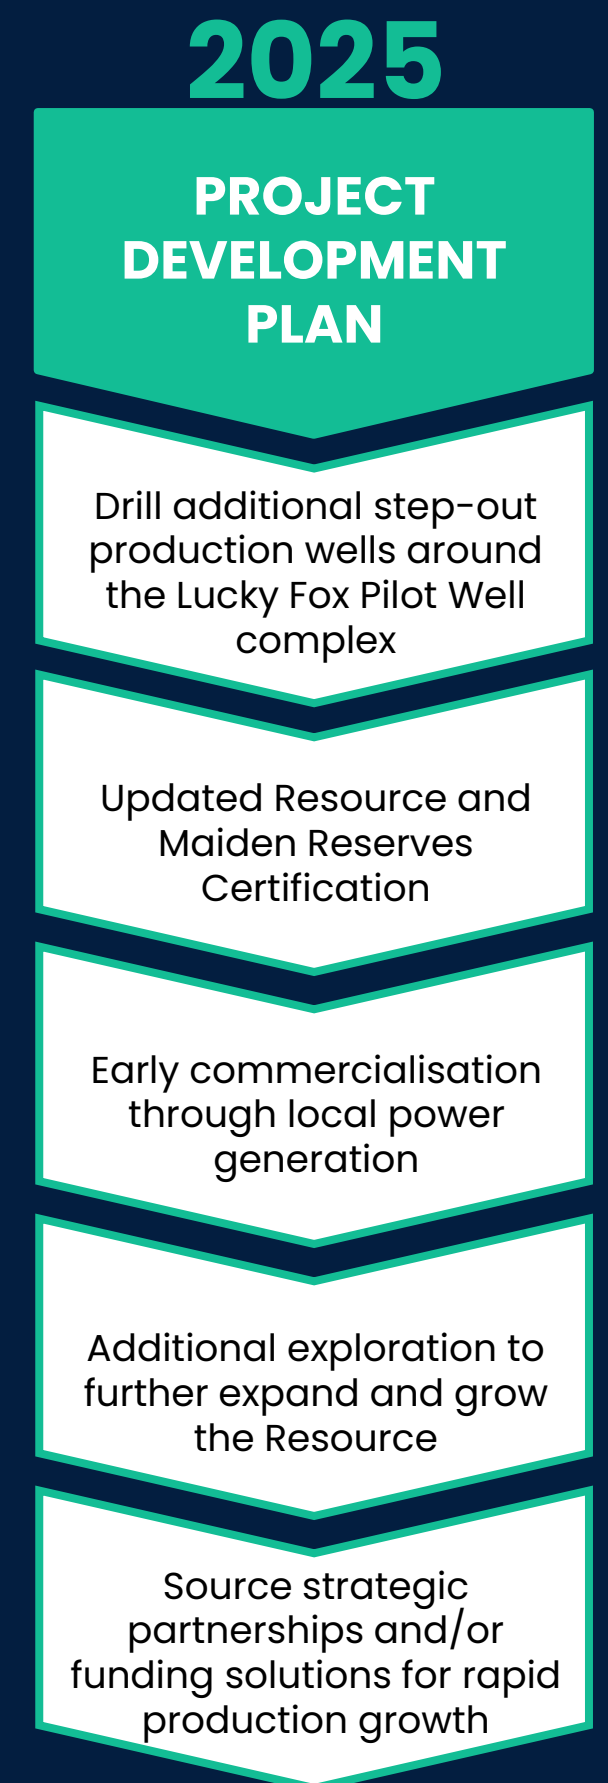 2025
PROJECT
DEVELOPMENT
PLAN
Drill additional step-out
production wells around
the Lucky Fox Pilot Well
complex
Updated Resource and
Maiden Reserves
Certification
Early commercialisation
through local power
generation
Additional exploration to
further expand and grow
the Resource
Source strategic
partnerships and/or
funding solutions for rapid
production growth